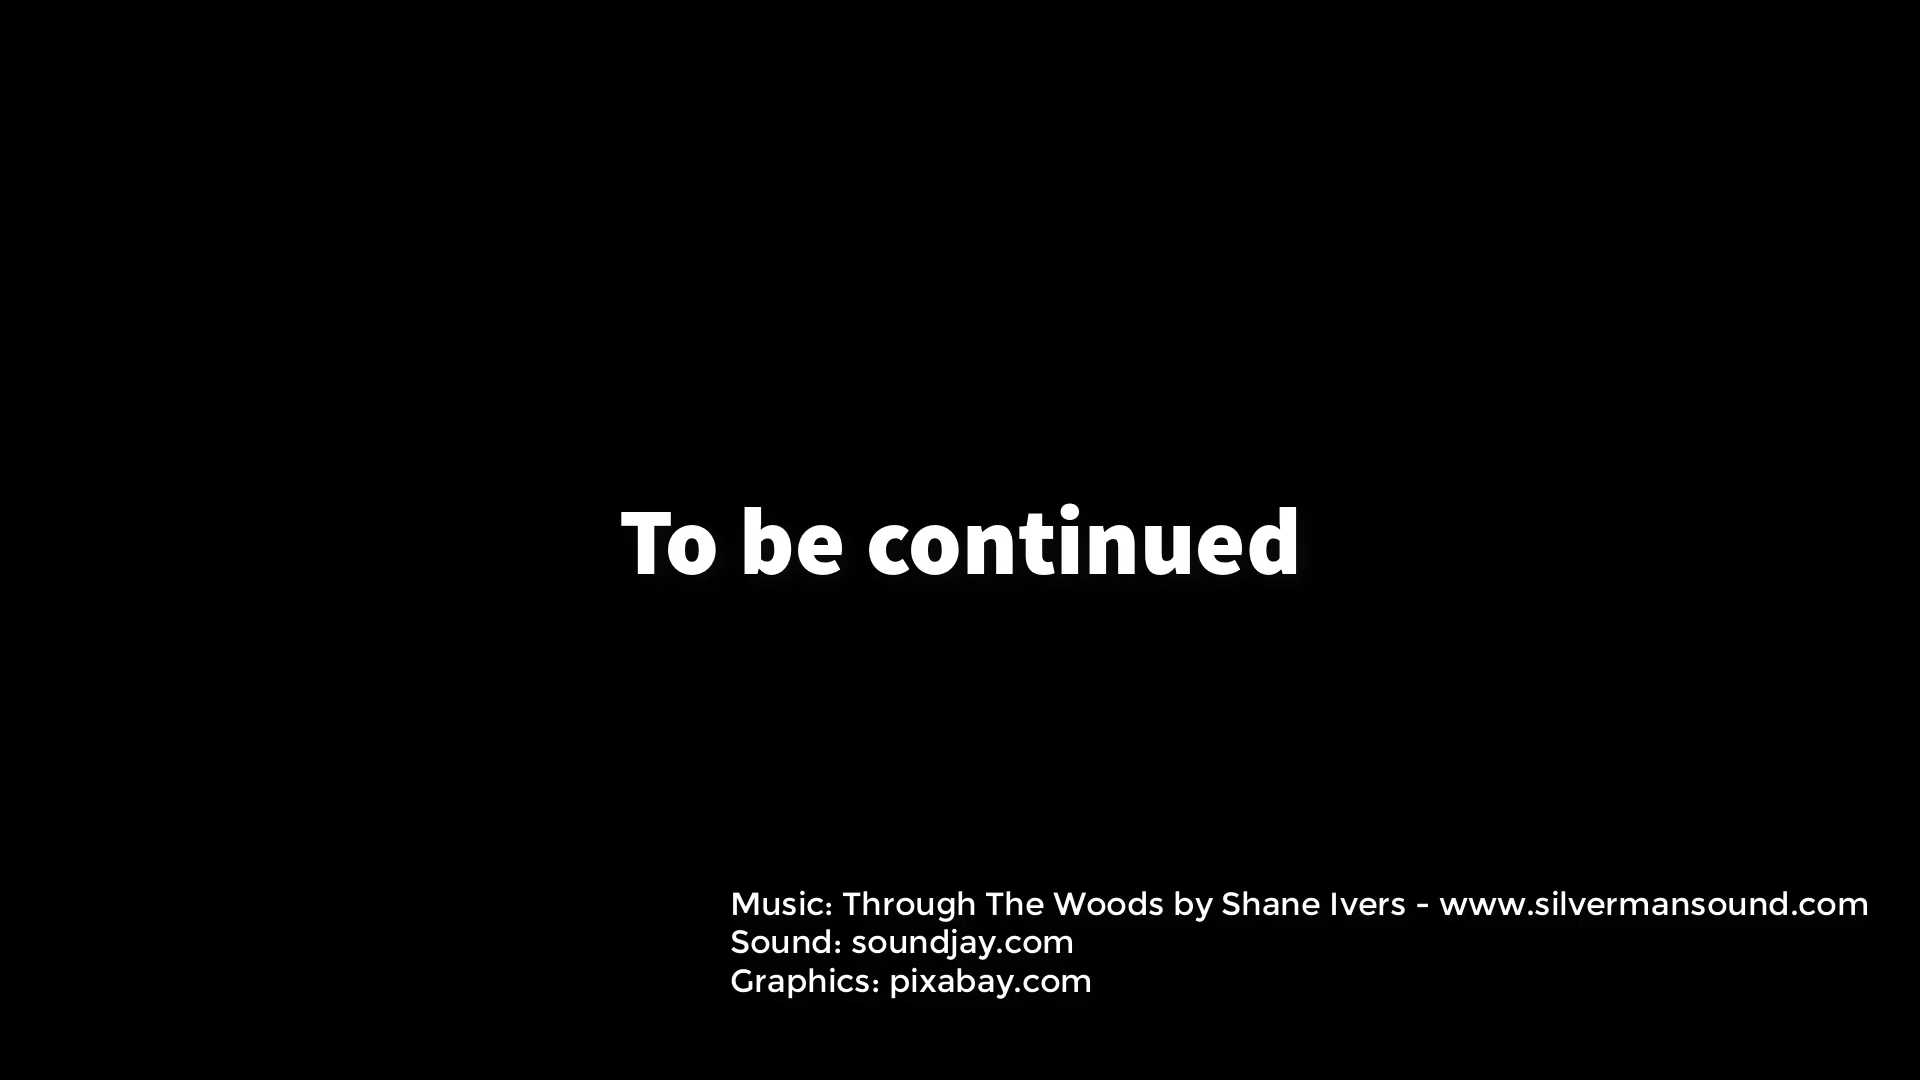 To be continued
Music: Through The Woods by Shane Ivers - www.silvermansound.com
Sound: soundjay.com
Graphics: pixabay.com